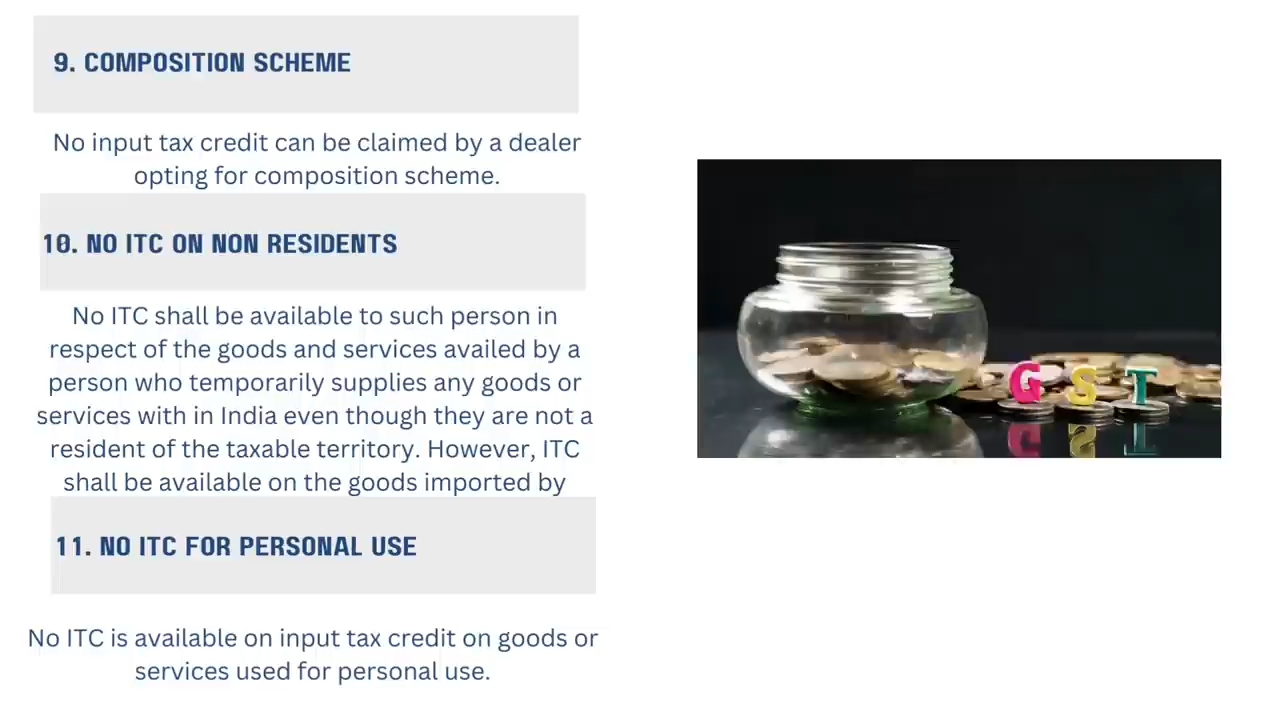 9. COMPOSITION SCHEME
No input tax credit can be claimed by a dealer
opting for composition scheme.
10. NO ITC ON NON RESIDENTS
No ITC shall be available to such person in
respect of the goods and services availed by a
person who temporarily supplies any goods or
services with in India even though they are not a
resident of the taxable territory. However, ITC
shall be available on the goods imported by
11. NO ITC FOR PERSONAL USE
No ITC is available on input tax credit on goods or
services used for personal use.
G S T